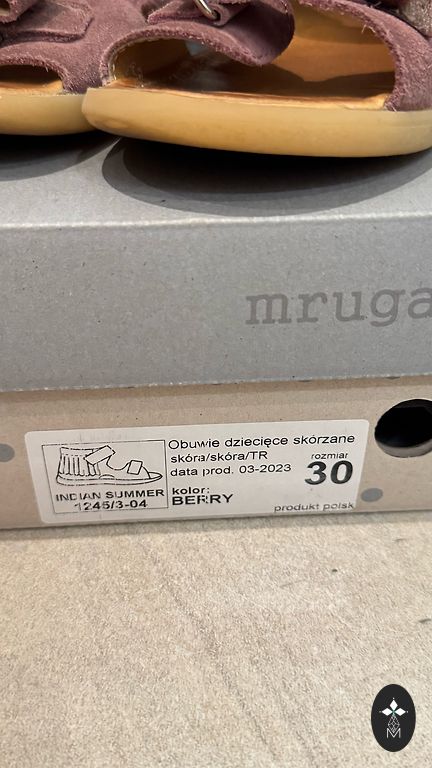 mruga
Obuwie dziecięce skórzane
skóra/skóra/TR
data prod. 03-2023
rozmiar
30
INDIAN SUMMER
1245/3-04
kolor:
BERRY
produkt polsk
M